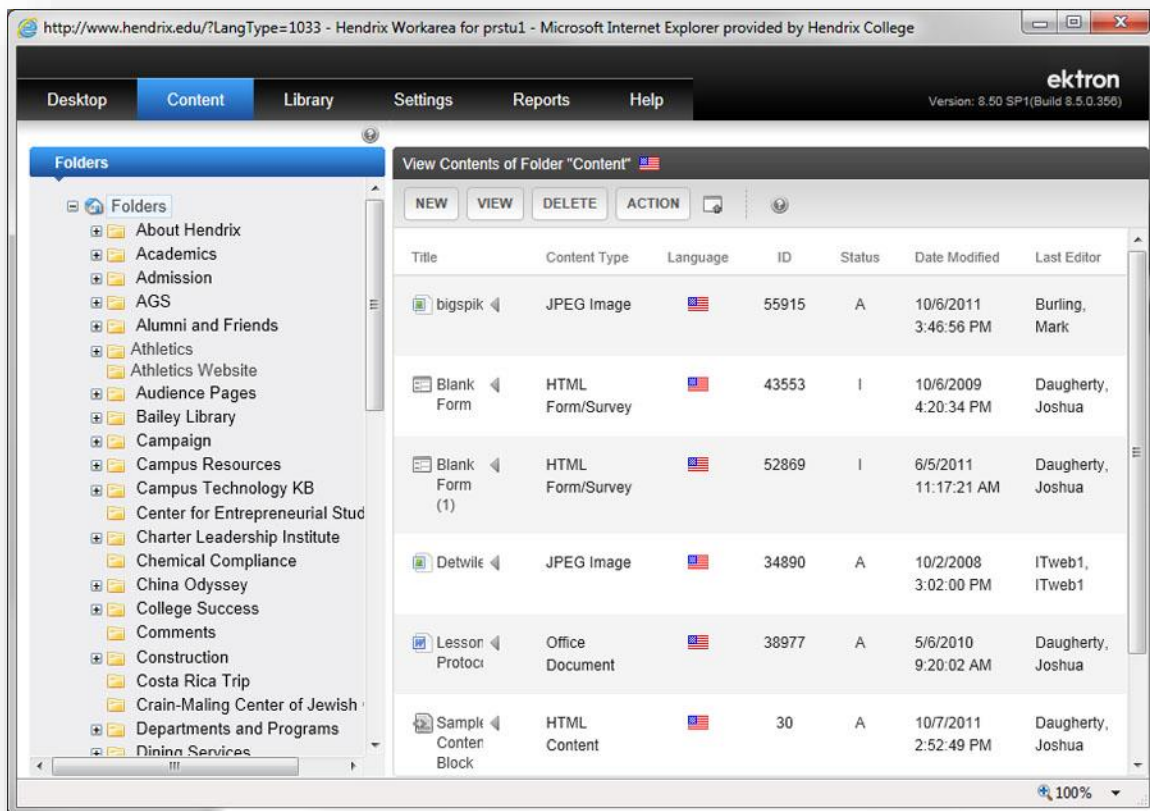 http://www.hendrix.edu/?LangType=1033 - Hendrix Workarea for prstu1 - Microsoft Internet Explorer provided by Hendrix College
ektron
Desktop Content Library Settings Reports Help
Version: 8.50 SP1(Build 8.5.0.356)
Folders
Folders
About Hendrix
Academics
Admission
AGS
Alumni and Friends
Athletics
Athletics Website
Audience Pages
Bailey Library
Campaign
Campus Resources
Campus Technology KB
Center for Entrepreneurial Stud
Charter Leadership Institute
Chemical Compliance
China Odyssey
College Success
Comments
Construction
Costa Rica Trip
Crain-Maling Center of Jewish
Departments and Programs
Dining Services
View Contents of Folder "Content"
NEW VIEW DELETE ACTION
Title Content Type Language ID Status Date Modified Last Editor
bigspik JPEG Image 55915 A 10/6/2011 Burling,
3:46:56 PM Mark
Blank HTML 43553 I 10/6/2009 Daugherty,
Form Form/Survey 4:20:34 PM Joshua
Blank HTML 52869 I 6/5/2011 Daugherty,
Form Form/Survey 11:17:21 AM Joshua
(1)
Detwile JPEG Image 34890 A 10/2/2008 ITweb1,
3:02:00 PM ITweb1
Lesson Office 38977 A 5/6/2010 Daugherty,
Protoco Document 9:20:02 AM Joshua
Sample HTML 30 A 10/7/2011 Daugherty,
Conten Content 2:52:49 PM Joshua
Block
100%